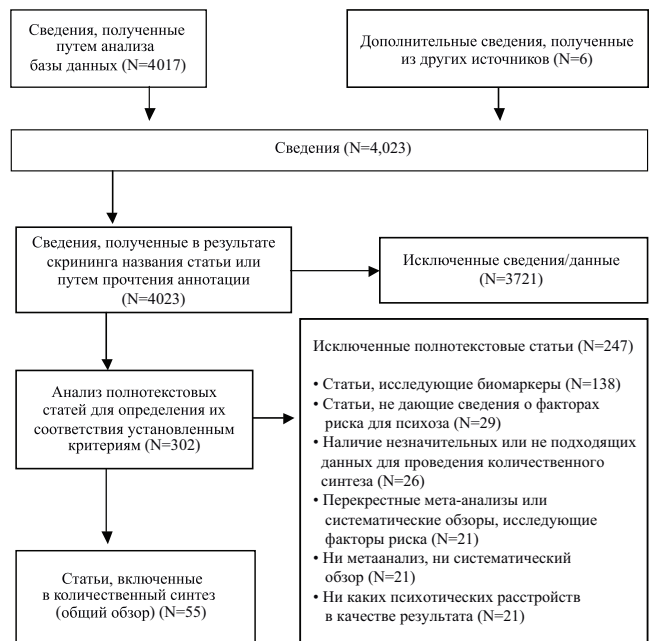 Сведения, полученные
путем анализа
базы данных (N=4017)
Дополнительные сведения, полученные
из других источников (N=6)
Сведения (N=4,023)
Сведения, полученные в результате
скрининга названия статьи или
путем прочтения аннотации
(N=4023)
Исключенные сведения/данные
(N=3721)
Анализ полнотекстовых
статей для определения их
соответствия установленным
критериям (N=302)
Исключенные полнотекстовые статьи (N=247)
• Статьи, исследующие биомаркеры (N=138)
• Статьи, не дающие сведения о факторах
риска для психоза (N=29)
• Наличие незначительных или не подходящих
данных для проведения количественного
синтеза (N=26)
• Перекрестные мета-анализы или
систематические обзоры, исследующие
факторы риска (N=21)
• Ни метаанализ, ни систематический
обзор (N=21)
• Ни каких психотических расстройств
в качестве результата (N=21)
Статьи, включенные
в количественный синтез
(общий обзор) (N=55)